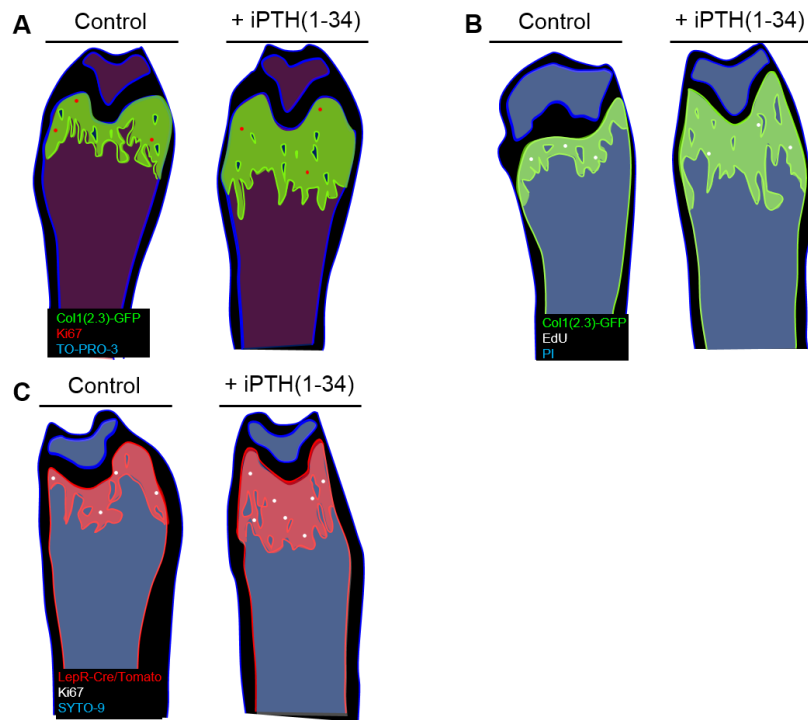 A
Control
+ iPTH(1-34)
Col1(2.3)-GFP
Ki67
TO-PRO-3
B
Control
+ iPTH(1-34)
Col1(2.3)-GFP
EdU
PI
C
Control
+ iPTH(1-34)
LepR-Cre/Tomato
Ki67
SYTO-9